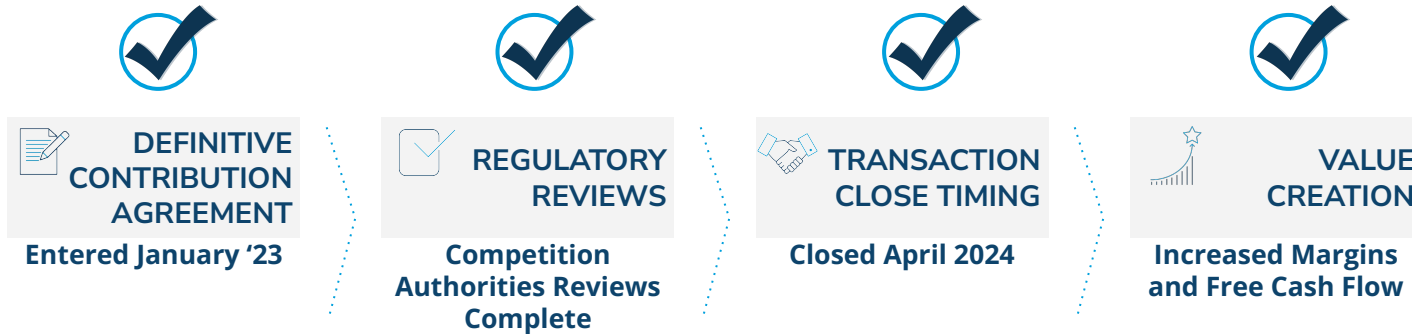 DEFINITIVE
CONTRIBUTION
AGREEMENT
Entered January ‘23
REGULATORY
REVIEWS
Competition
Authorities Reviews
Complete
TRANSACTION
CLOSE TIMING
Closed April 2024
VALUE
CREATION
Increased Margins
and Free Cash Flow